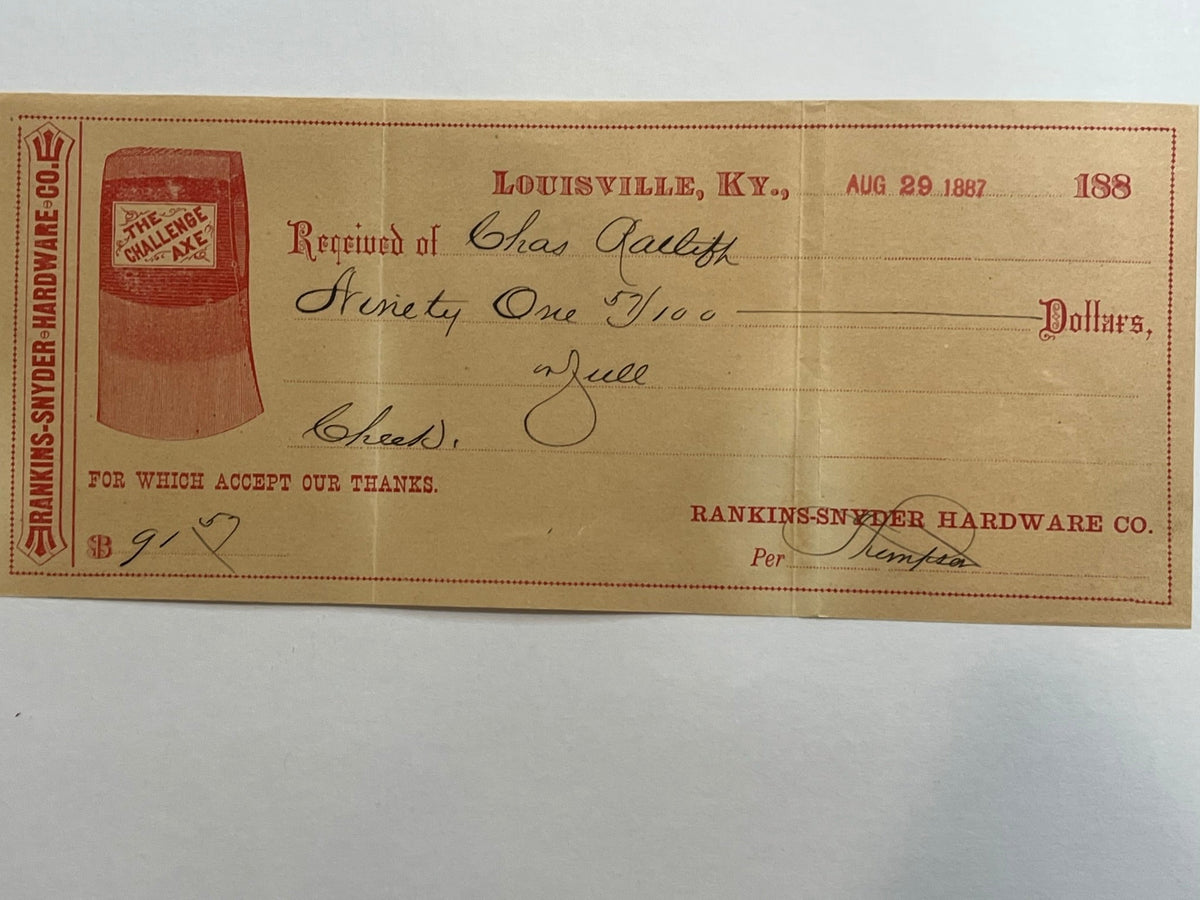 RANKINS-SNYDER-HARDWARE-CO.
THE
CHALLENGE
AXE
LOUISVILLE, KY., AUG 29 1887 188
Received of Chas Ratliff
Ninety One 57/100 Dollars,
in full
Check.
FOR WHICH ACCEPT OUR THANKS.
$ 91 57
RANKINS-SNYDER HARDWARE CO.
Per Thompson